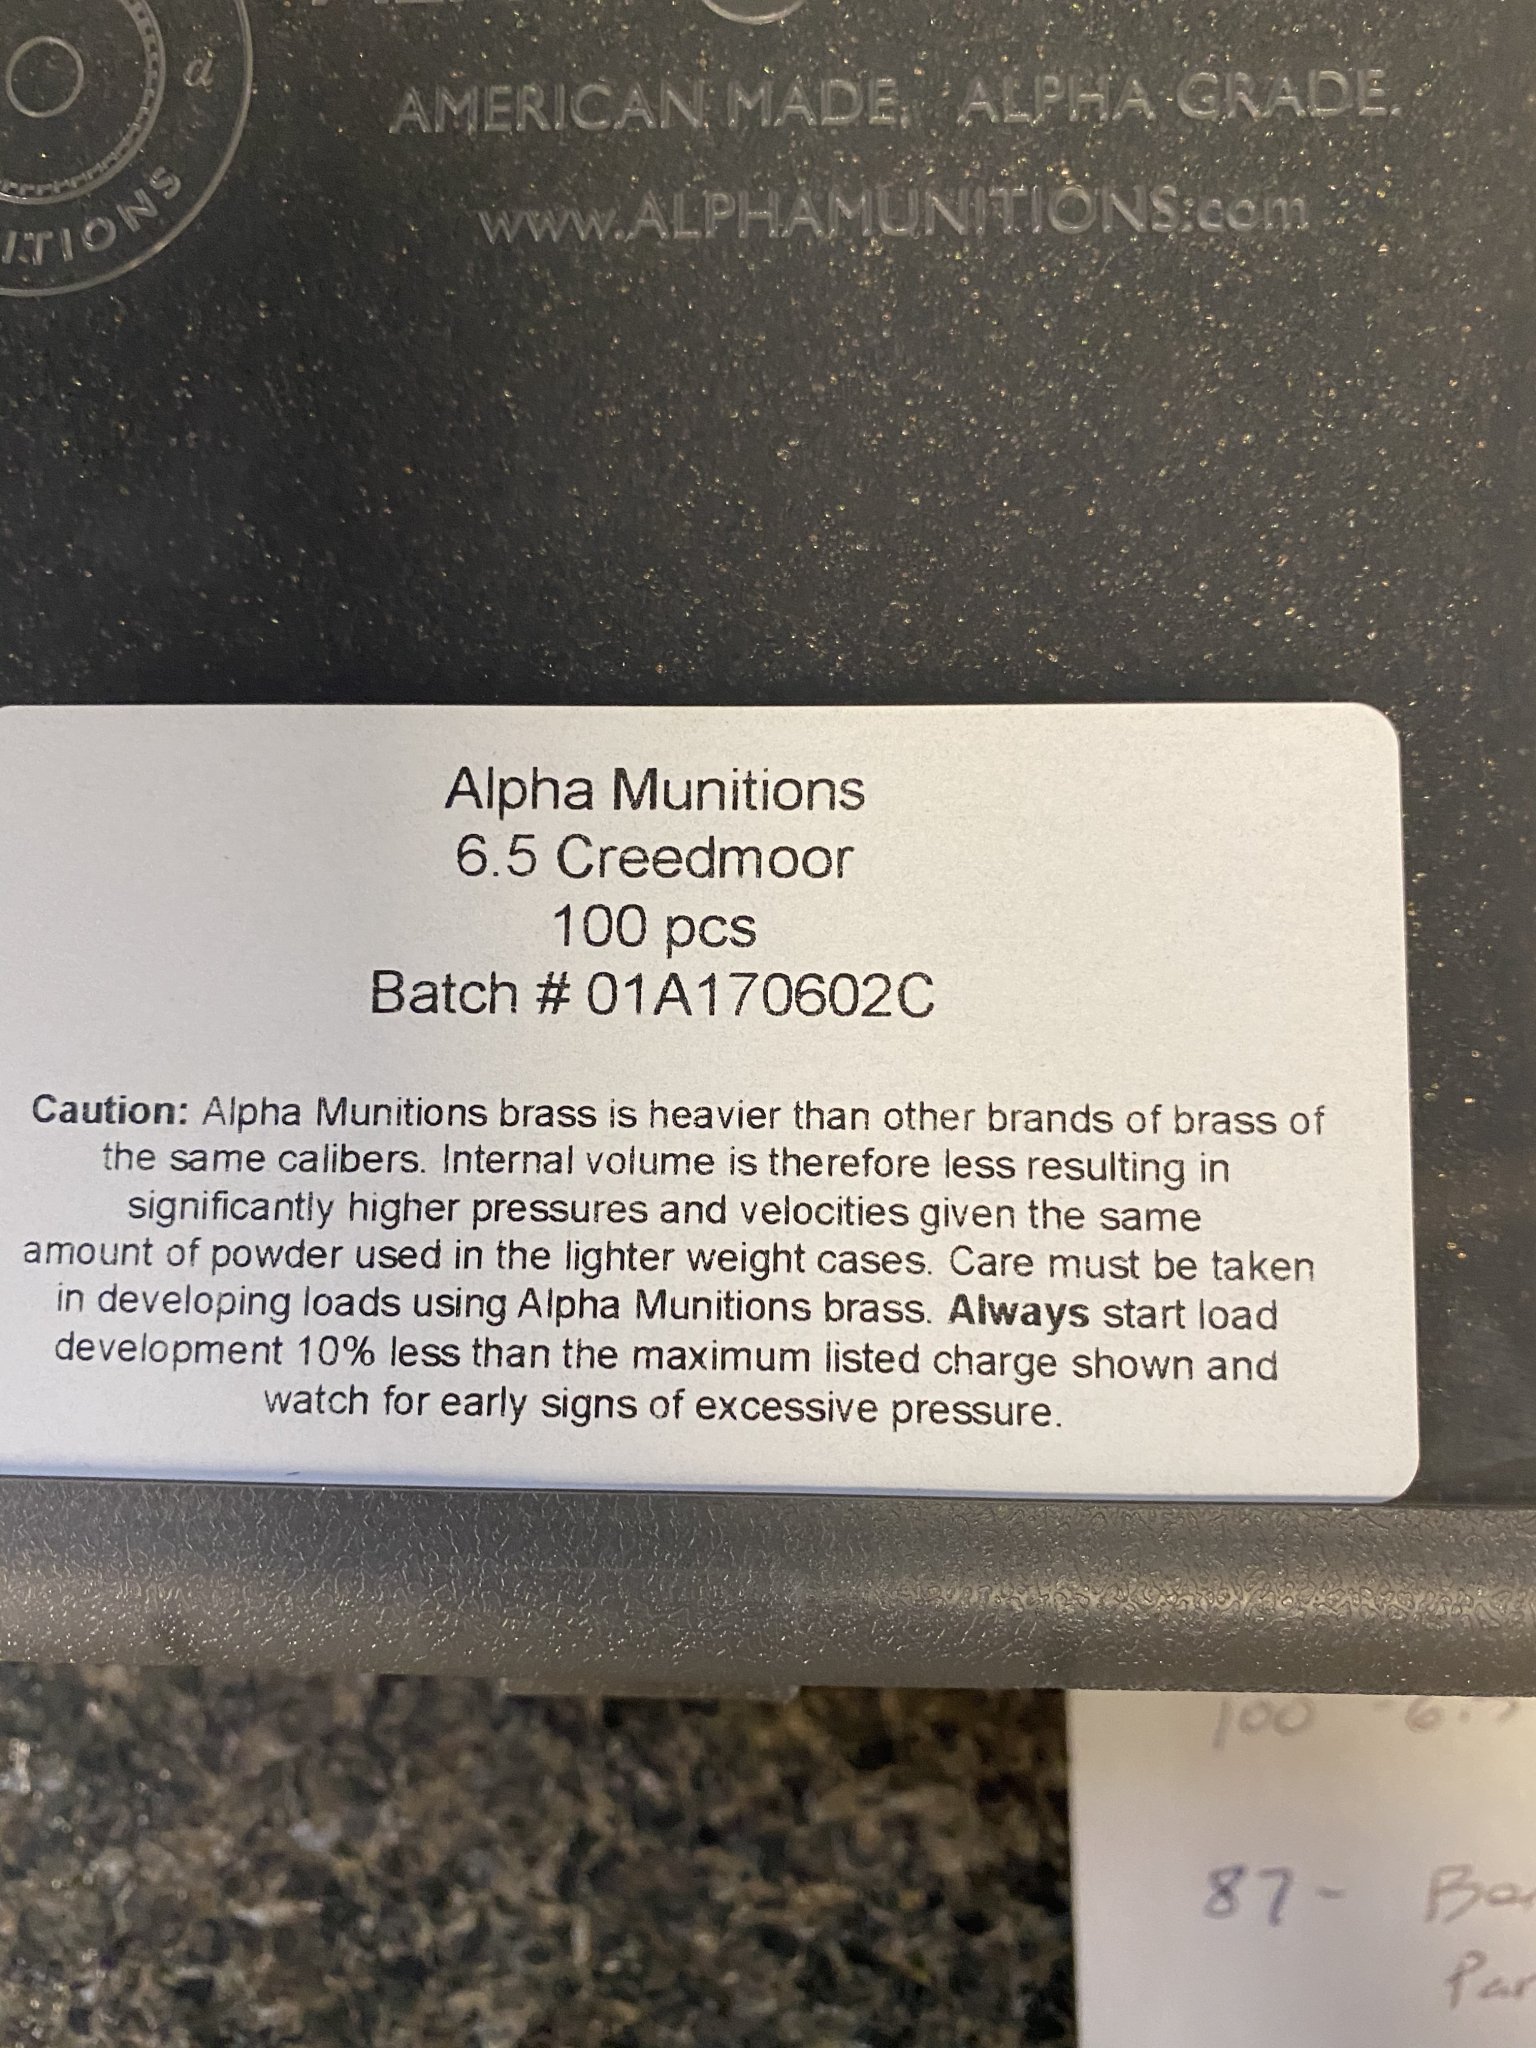 AMERICAN MADE. ALPHA GRADE.
www.ALPHAMUNITIONS.com
Alpha Munitions
6.5 Creedmoor
100 pcs
Batch # 01A170602C
Caution: Alpha Munitions brass is heavier than other brands of brass of
the same calibers. Internal volume is therefore less resulting in
significantly higher pressures and velocities given the same
amount of powder used in the lighter weight cases. Care must be taken
in developing loads using Alpha Munitions brass. Always start load
development 10% less than the maximum listed charge shown and
watch for early signs of excessive pressure.
100
87-